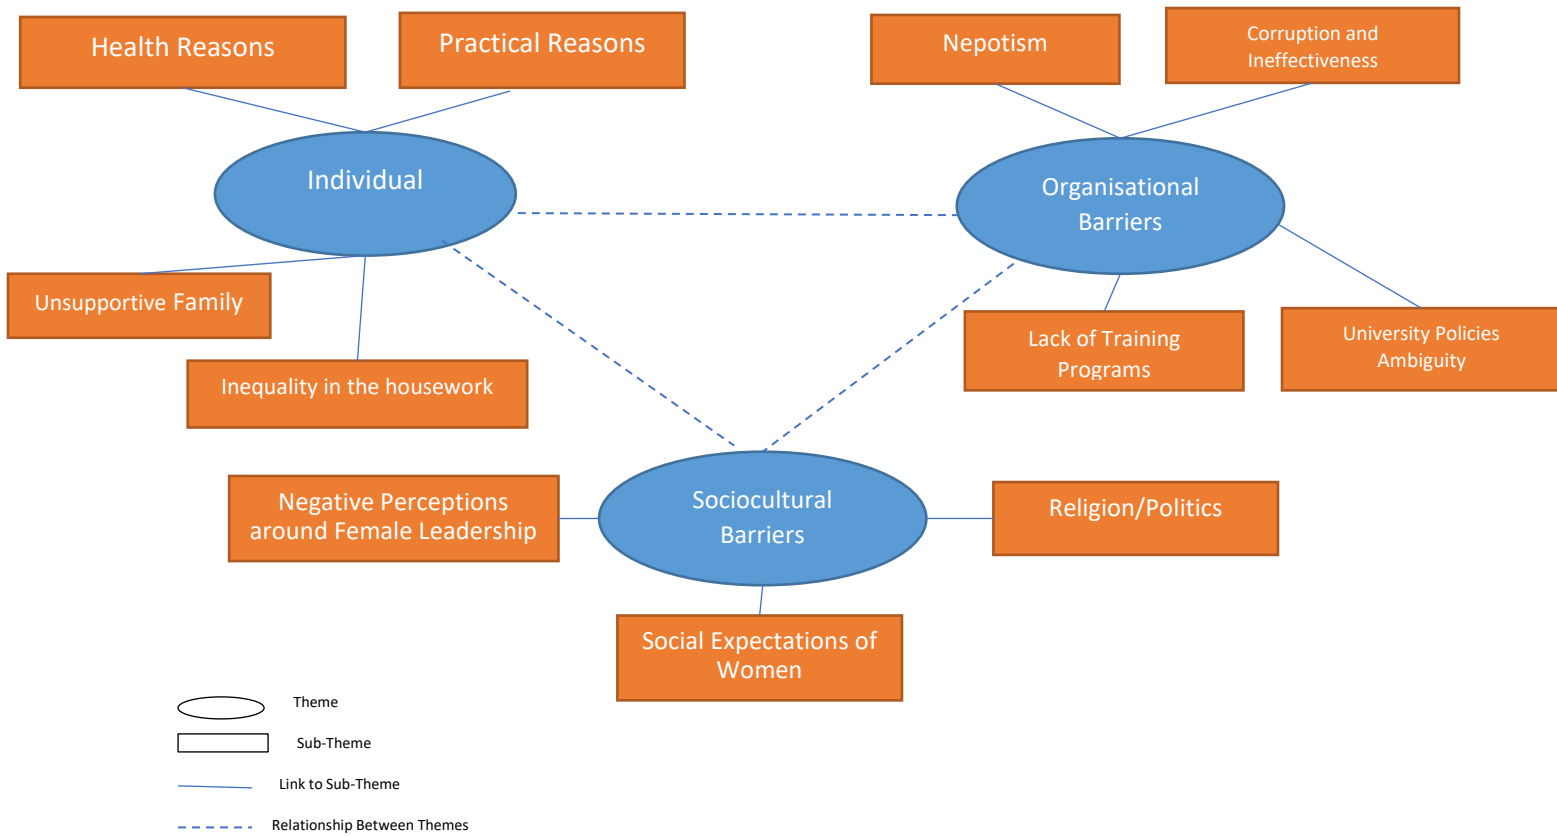 Health Reasons
Practical Reasons
Nepotism
Corruption and
Ineffectiveness
Individual
Organisational
Barriers
Unsupportive Family
Inequality in the housework
Lack of Training
Programs
University Policies
Ambiguity
Negative Perceptions
around Female Leadership
Sociocultural
Barriers
Religion/Politics
Social Expectations of
Women
Theme
Sub-Theme
Link to Sub-Theme
Relationship Between Themes